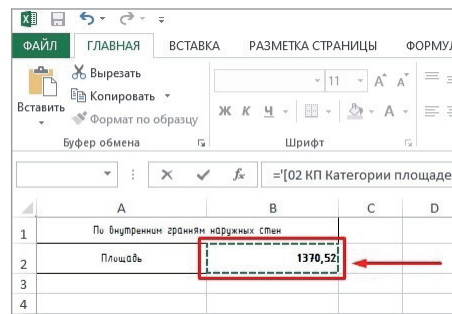 ФАЙЛ ГЛАВНАЯ ВСТАВКА РАЗМЕТКА СТРАНИЦЫ ФОРМУЛ
Вставить
Вырезать
Копировать
Формат по образцу
Буфер обмена
11 A A
Ж К Ч А
Шрифт
fx ='[02 КП Категории площаде
A B C D
1 По внутренним граням наружных стен
2 Площадь 1370,52
3
4